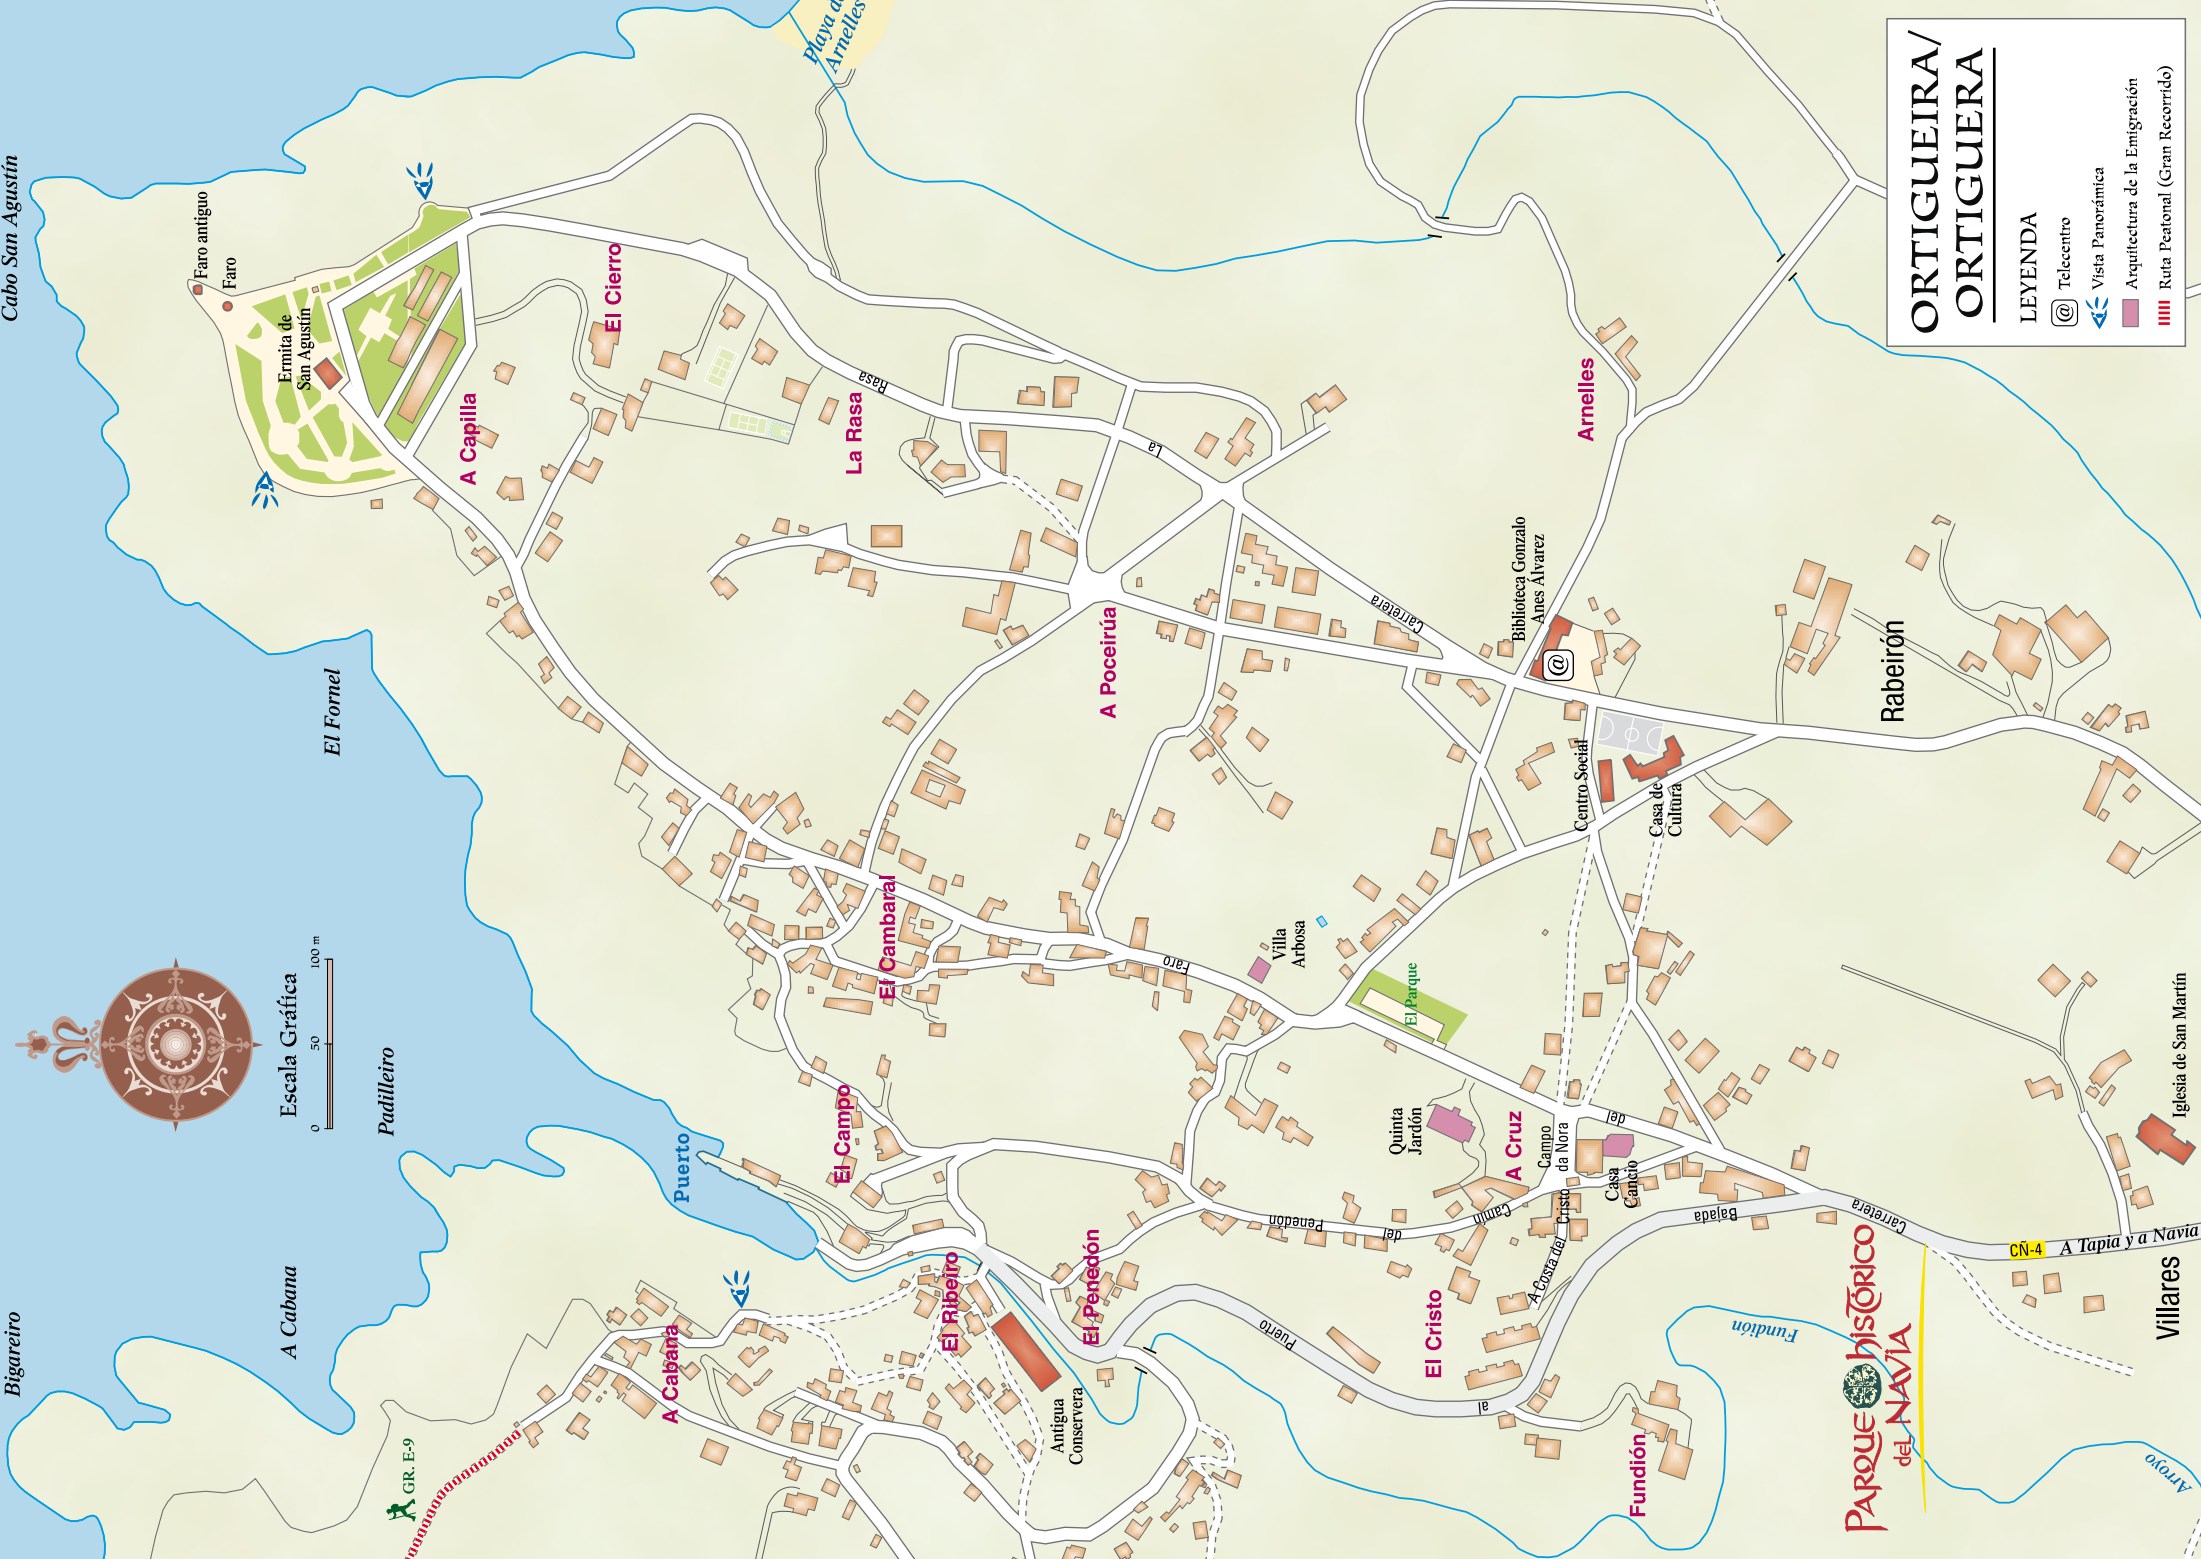 Cabo San Agustín
Faro antiguo
Faro
Ermita de
San Agustín
Playa de
Arnelles
El Cierro
A Capilla
La Rasa
Rasa
La
Carretera
Arnelles
El Fornel
A Poceirúa
Biblioteca Gonzalo
Anes Álvarez
@
Rabeirón
Centro Social
Casa de
Cultura
Escala Gráfica
0
50
100 m
Padilleiro
El Cambaral
Faro
Villa
Arbosa
El Parque
El Campo
Puerto
Quinta
Jardón
A Cruz
Campo
da Nora
del
Casa
Cancio
Iglesia de San Martín
Bigareiro
A Cabana
A Cabana
GR. E-9
El Ribeiro
Antigua
Conservera
El Penedón
Penedón
del
Camín
A Costa del
Cristo
El Cristo
Bajada
al
Puerto
Carretera
CÑ-4
A Tapia y a Navia
Villares
Fundión
Fundión
Arroyo
PARQUE HISTÓRICO
del NAVIA
ORTIGUEIRA/
ORTIGUERA
LEYENDA
@ Telecentro
Vista Panorámica
Arquitectura de la Emigración
Ruta Peatonal (Gran Recorrido)